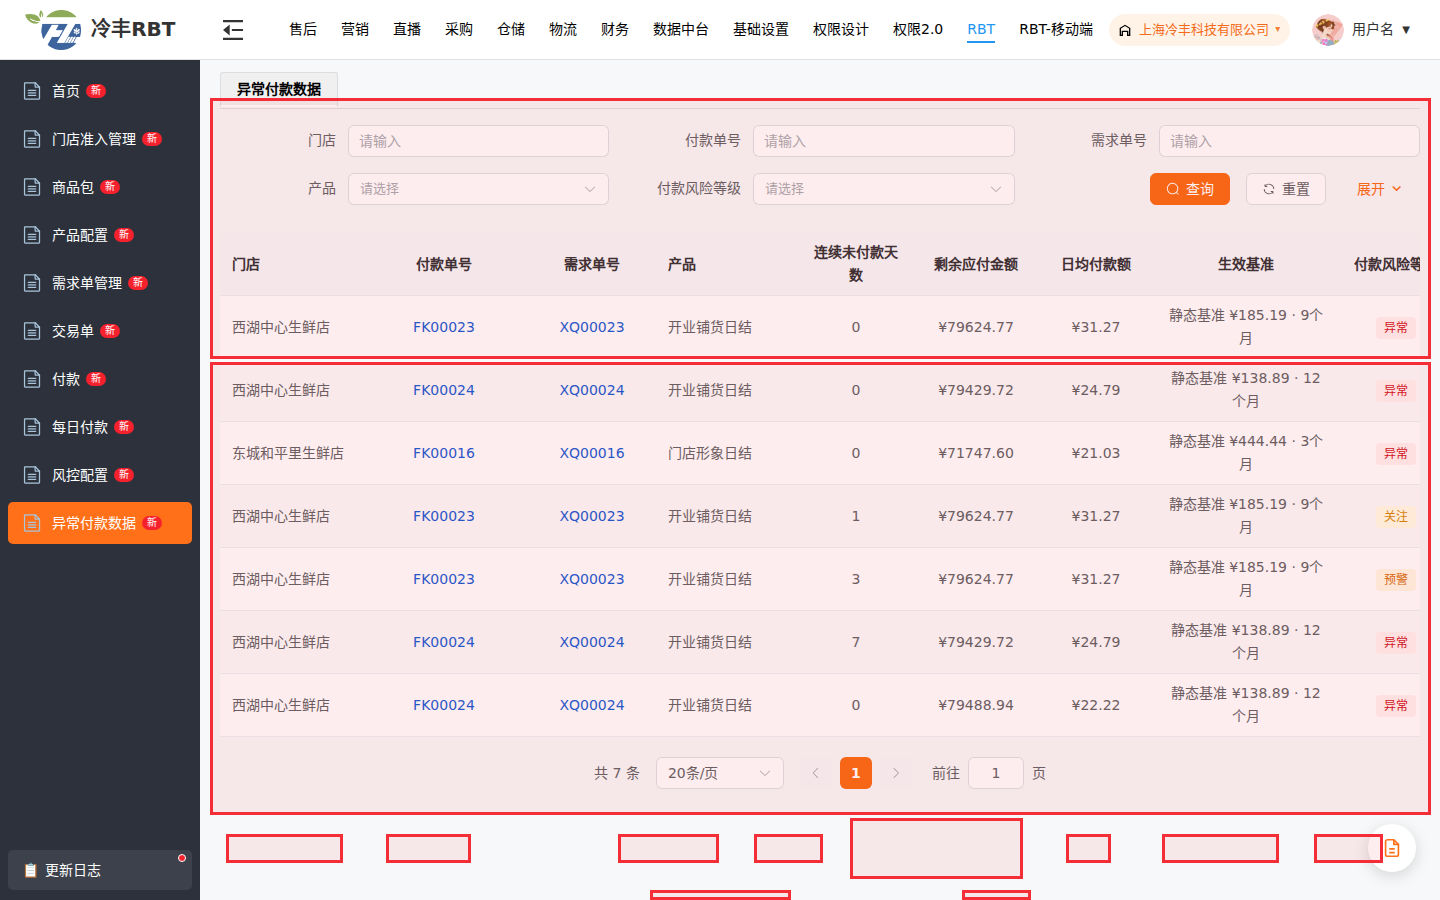 冷丰RBT
售后 营销 直播 采购 仓储 物流 财务 数据中台 基础设置 权限设计 权限2.0 RBT RBT-移动端 上海冷丰科技有限公司 ▾ 用户名 ▼
首页 新
门店准入管理 新
商品包 新
产品配置 新
需求单管理 新
交易单 新
付款 新
每日付款 新
风控配置 新
异常付款数据 新
更新日志
异常付款数据
门店 请输入 付款单号 请输入 需求单号 请输入
产品 请选择 付款风险等级 请选择 查询 重置 展开
门店 付款单号 需求单号 产品 连续未付款天数 剩余应付金额 日均付款额 生效基准 付款风险等
西湖中心生鲜店 FK00023 XQ00023 开业铺货日结 0 ¥79624.77 ¥31.27 静态基准 ¥185.19 · 9个月 异常
西湖中心生鲜店 FK00024 XQ00024 开业铺货日结 0 ¥79429.72 ¥24.79 静态基准 ¥138.89 · 12个月 异常
东城和平里生鲜店 FK00016 XQ00016 门店形象日结 0 ¥71747.60 ¥21.03 静态基准 ¥444.44 · 3个月 异常
西湖中心生鲜店 FK00023 XQ00023 开业铺货日结 1 ¥79624.77 ¥31.27 静态基准 ¥185.19 · 9个月 关注
西湖中心生鲜店 FK00023 XQ00023 开业铺货日结 3 ¥79624.77 ¥31.27 静态基准 ¥185.19 · 9个月 预警
西湖中心生鲜店 FK00024 XQ00024 开业铺货日结 7 ¥79429.72 ¥24.79 静态基准 ¥138.89 · 12个月 异常
西湖中心生鲜店 FK00024 XQ00024 开业铺货日结 0 ¥79488.94 ¥22.22 静态基准 ¥138.89 · 12个月 异常
共 7 条 20条/页 1 前往 1 页